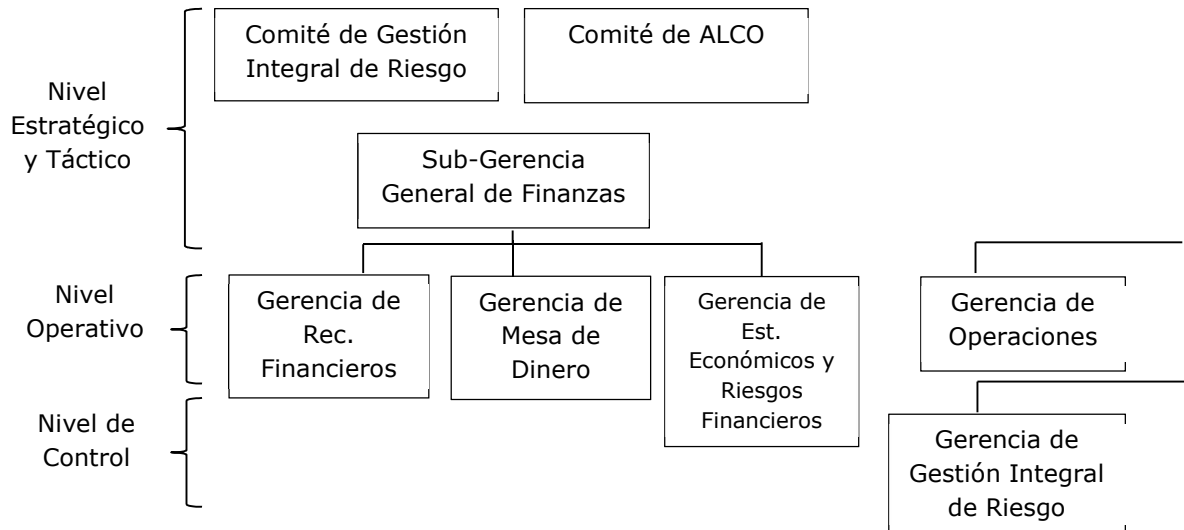 Comité de Gestión
Integral de Riesgo
Comité de ALCO
Nivel
Estratégico
y Táctico
Sub-Gerencia
General de Finanzas
Nivel
Operativo
Gerencia de
Rec.
Financieros
Gerencia de
Mesa de
Dinero
Gerencia de
Est.
Económicos y
Riesgos
Financieros
Gerencia de
Operaciones
Nivel de
Control
Gerencia de
Gestión Integral
de Riesgo